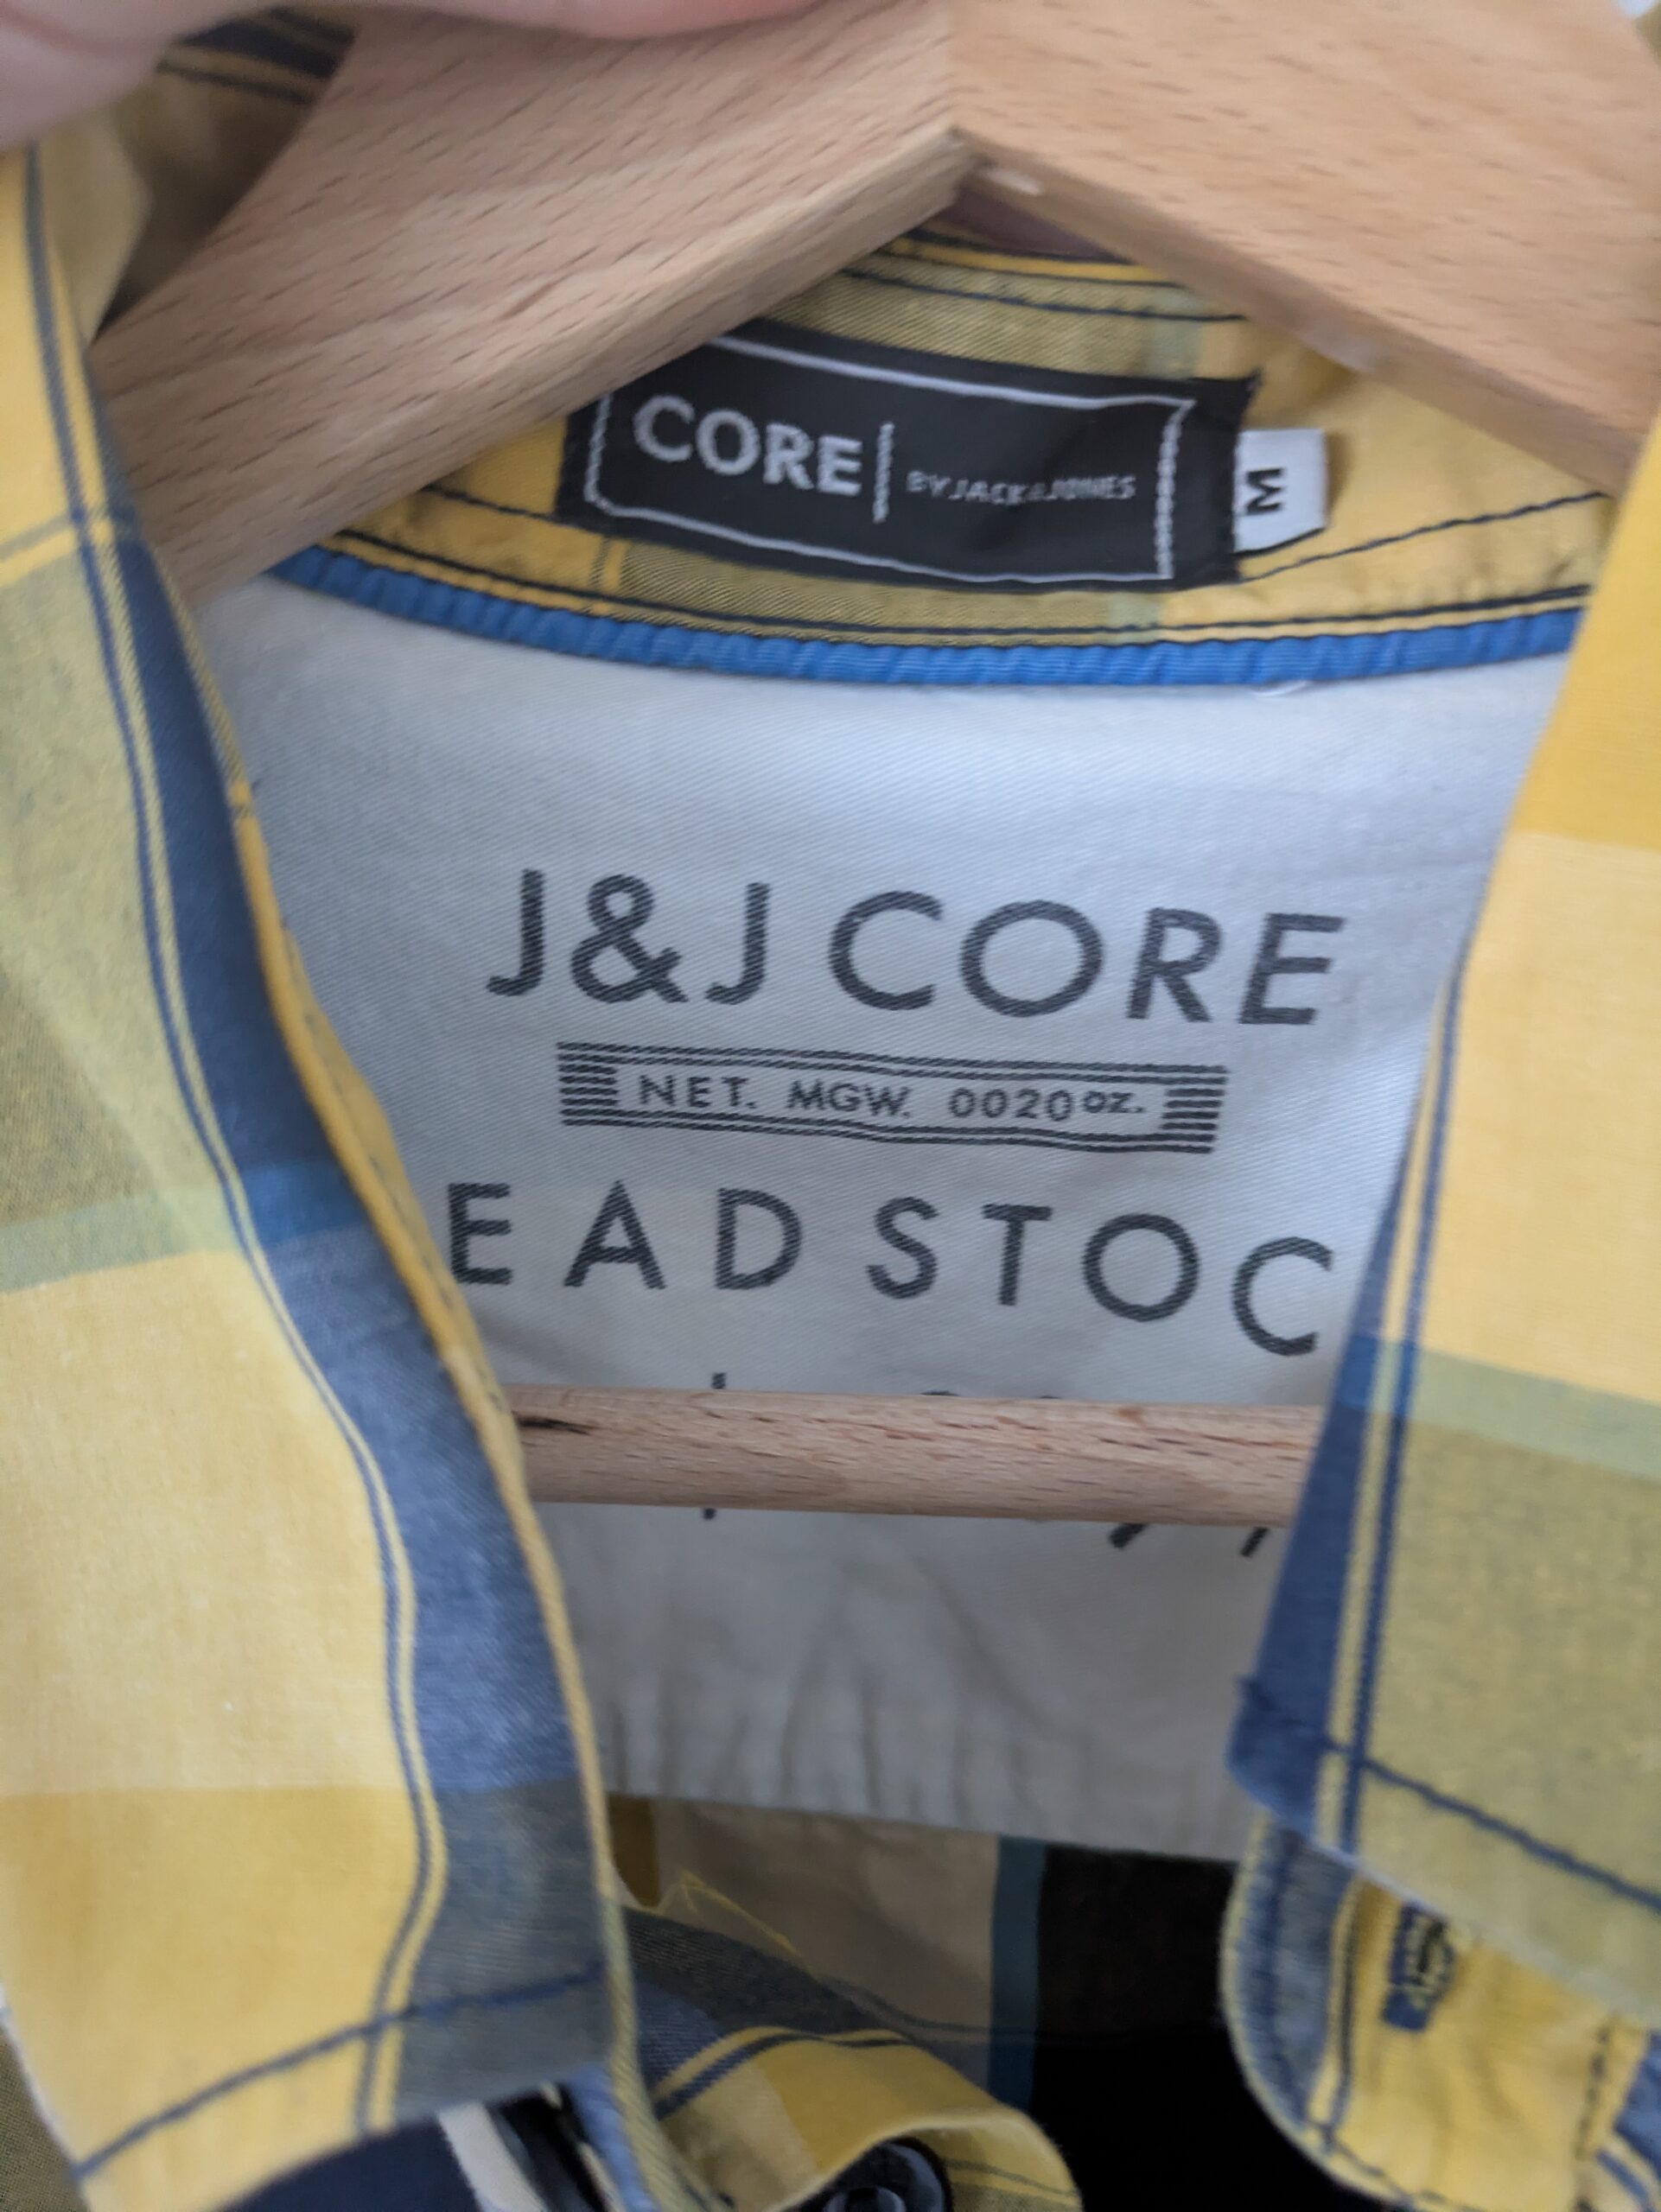 CORE BY JACK & JONES
M
J&J CORE
NET. MGW. 0020 oz.
EAD STOC